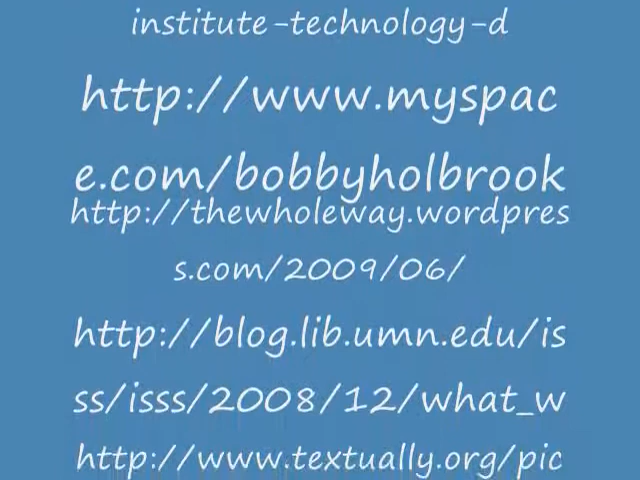 institute-technology-d
http://www.myspac
e.com/bobbyholbrook
http://thewholeway.wordpres
s.com/2009/06/
http://blog.lib.umn.edu/is
ss/isss/2008/12/what_w
http://www.textually.org/pic